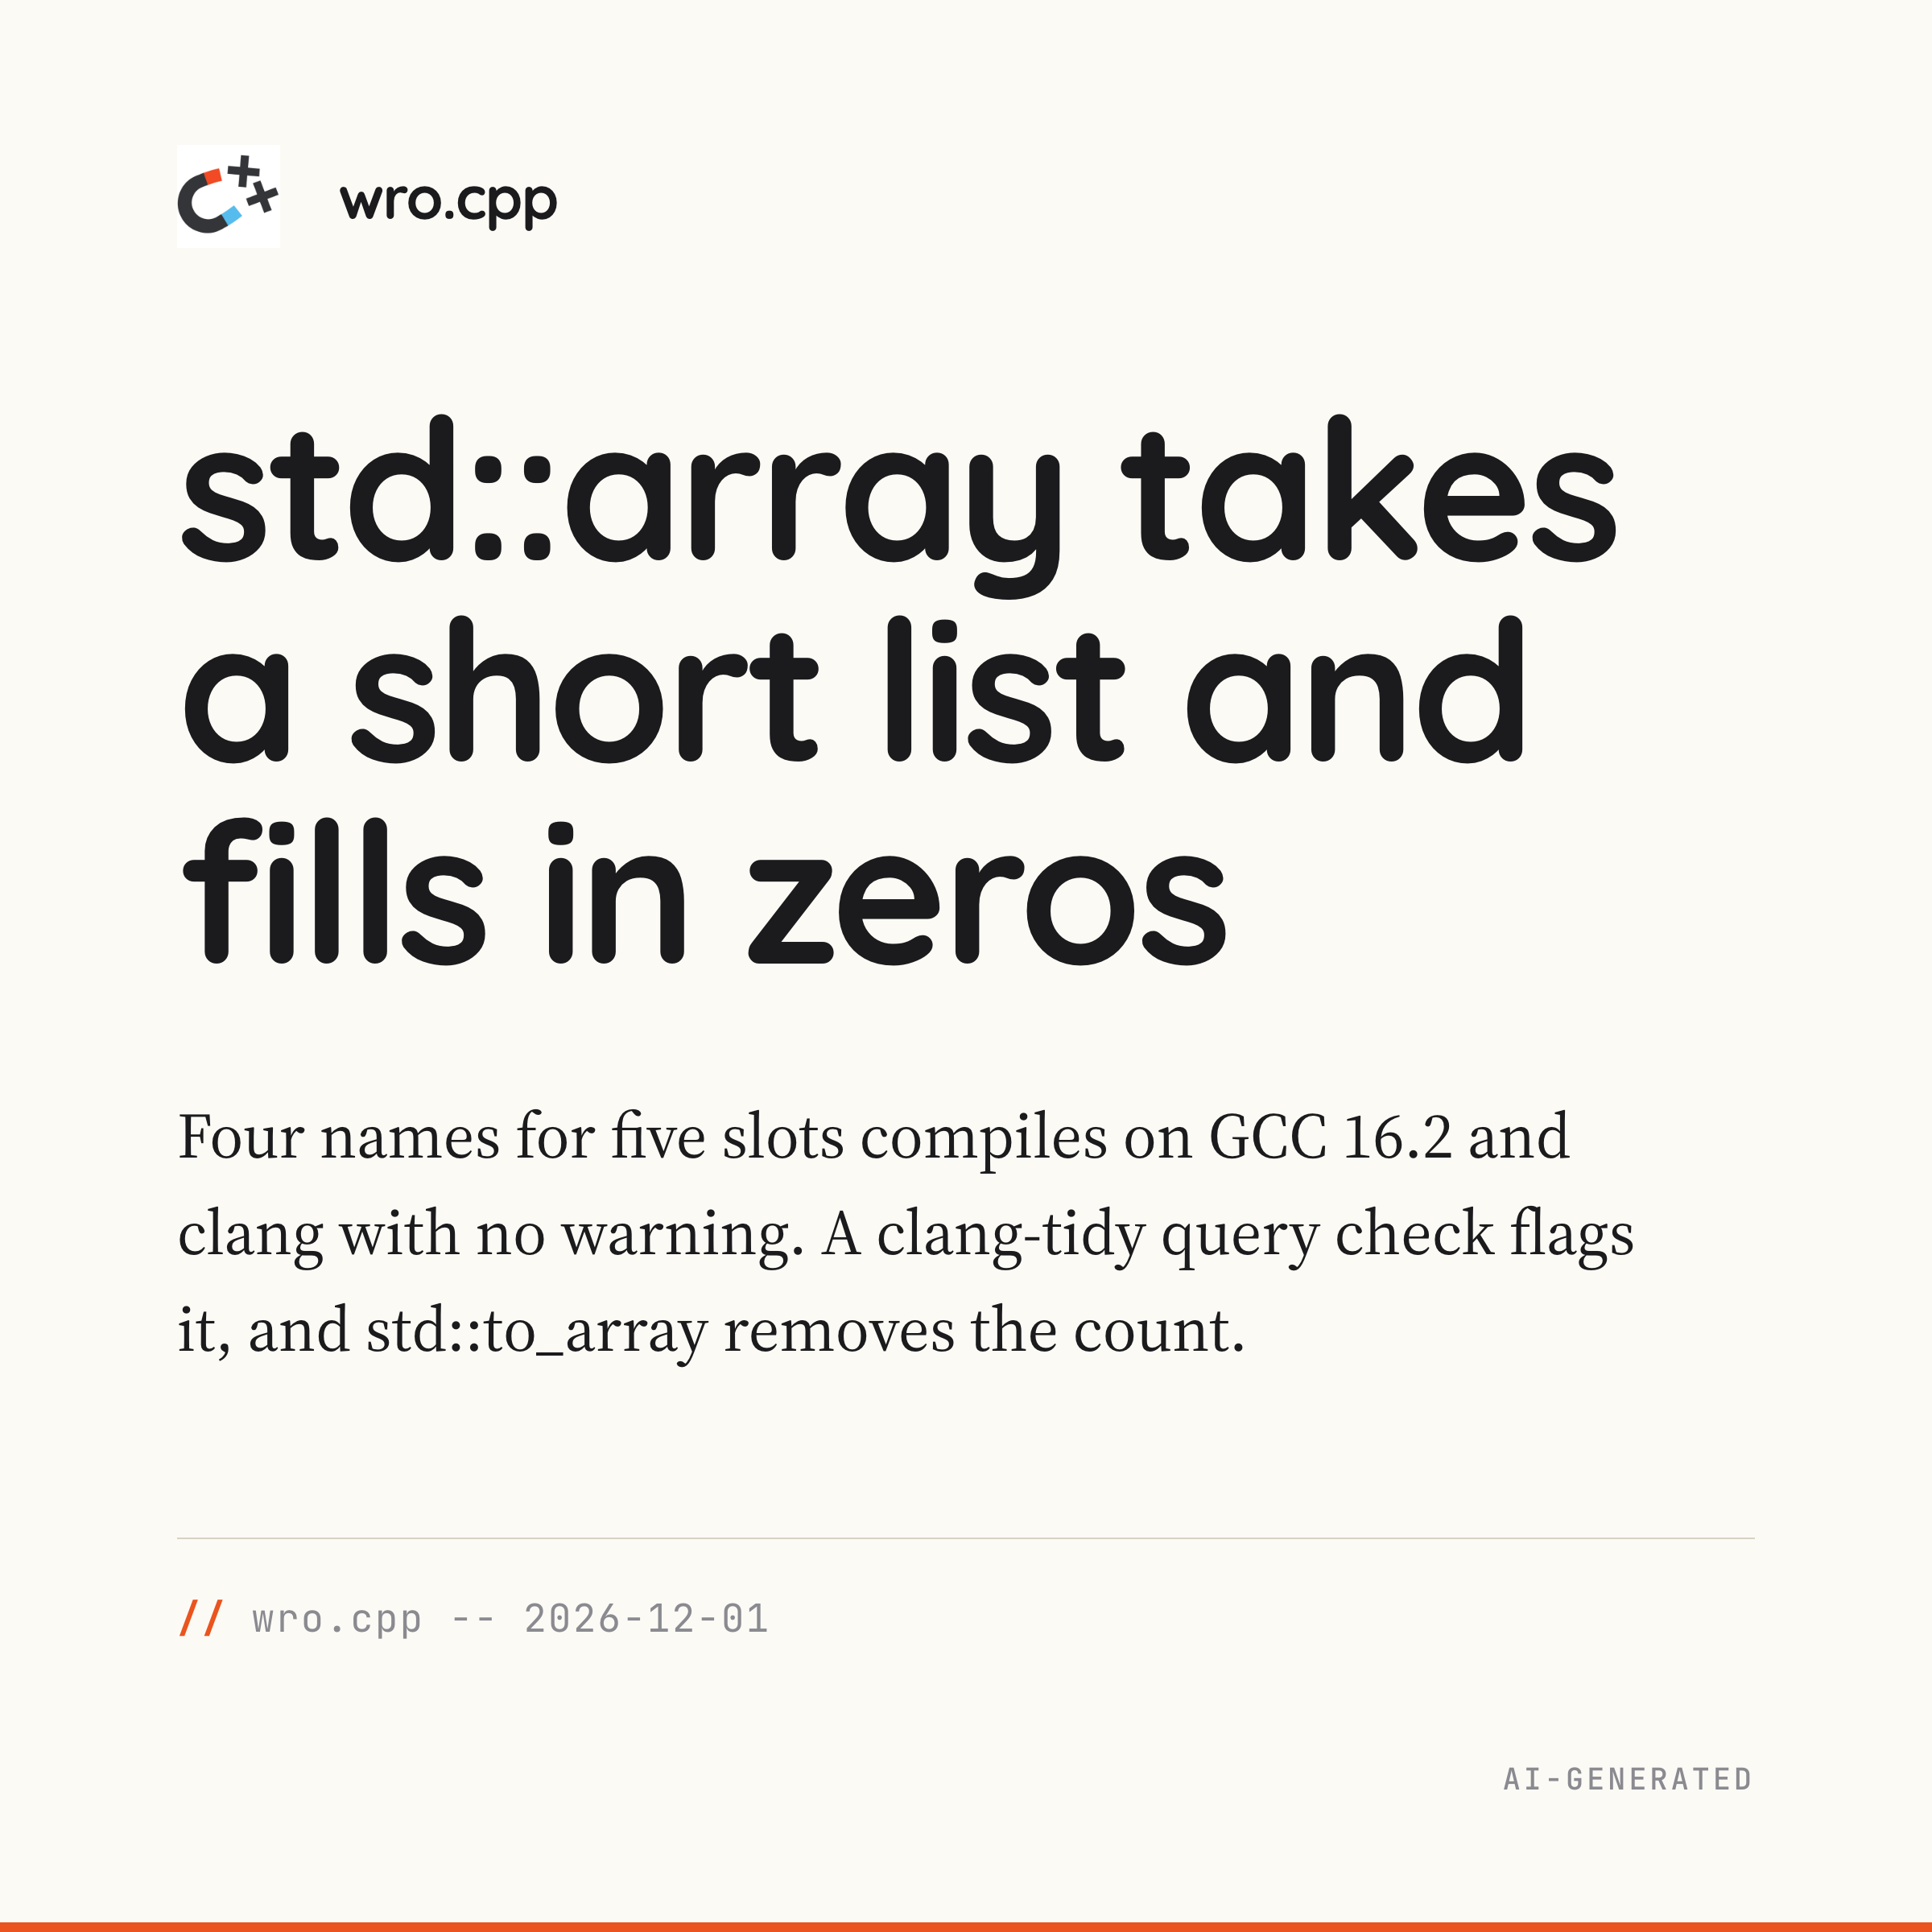 wro.cpp
std::array takes
a short list and
fills in zeros
Four names for five slots compiles on GCC 16.2 and
clang with no warning. A clang-tidy query check flags
it, and std::to_array removes the count.
// wro.cpp -- 2026-12-01
AI-GENERATED